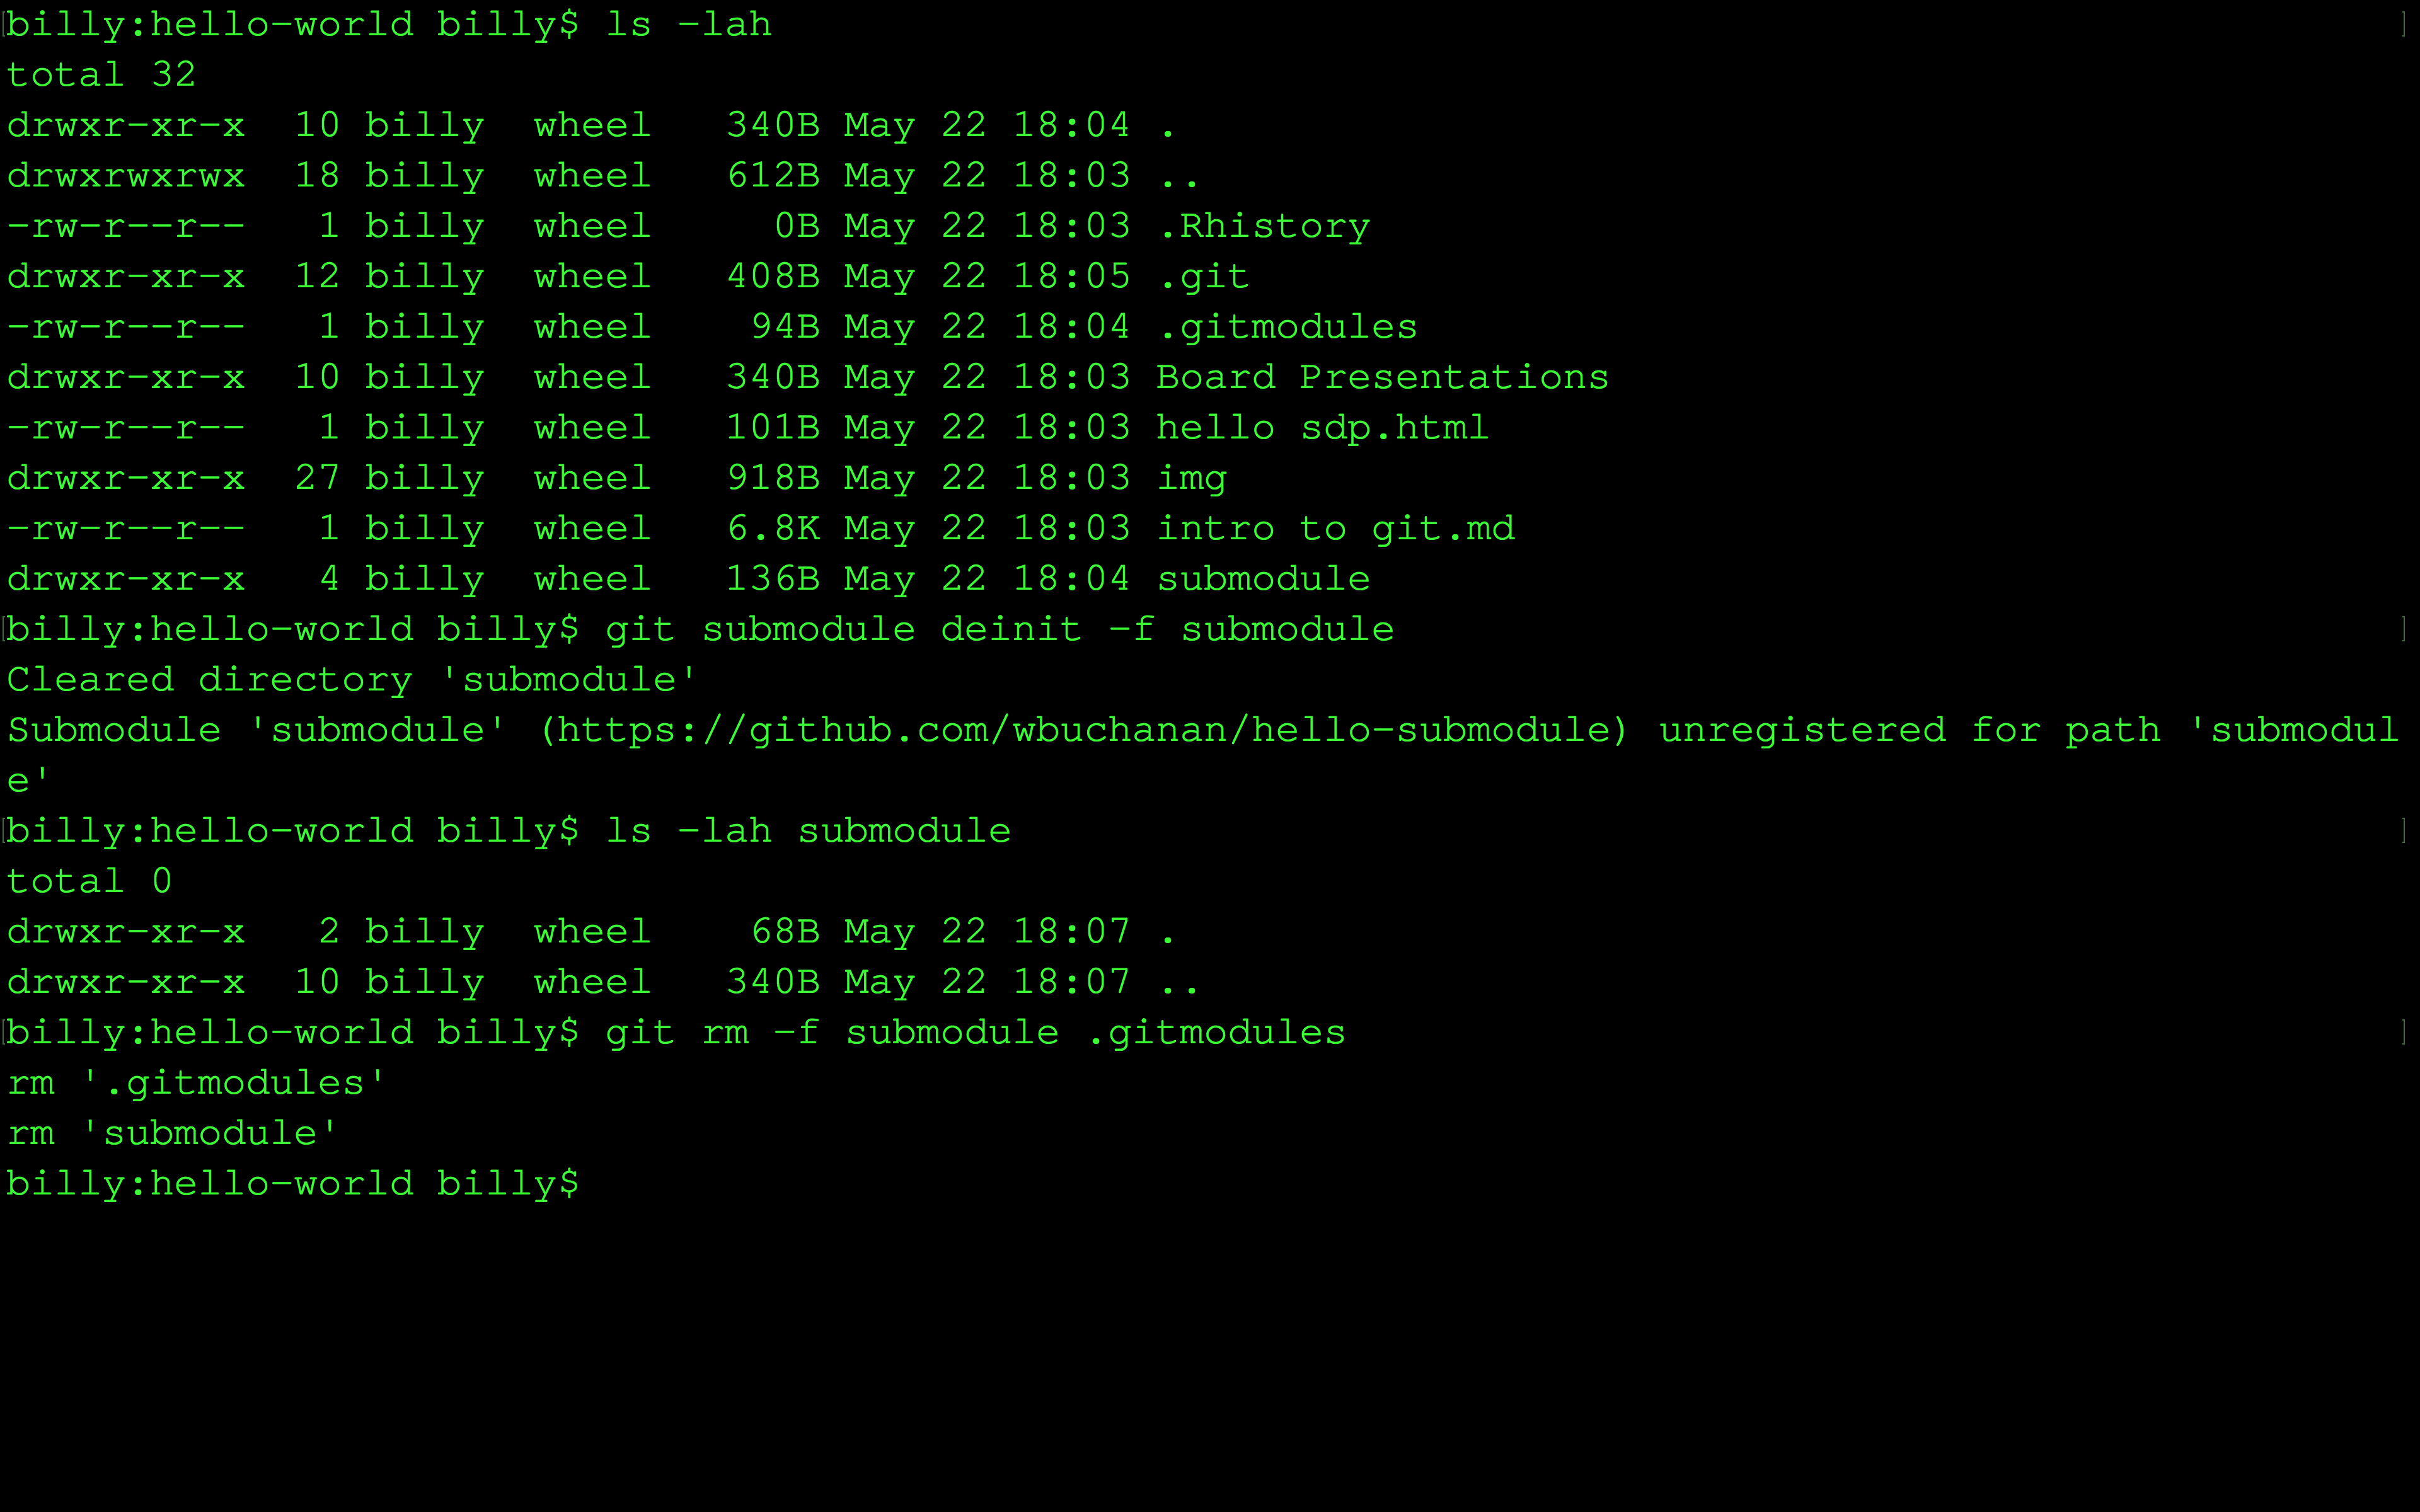 billy:hello-world billy$ ls -lah
total 32
drwxr-xr-x  10 billy  wheel   340B May 22 18:04 .
drwxrwxrwx  18 billy  wheel   612B May 22 18:03 ..
-rw-r--r--   1 billy  wheel     0B May 22 18:03 .Rhistory
drwxr-xr-x  12 billy  wheel   408B May 22 18:05 .git
-rw-r--r--   1 billy  wheel    94B May 22 18:04 .gitmodules
drwxr-xr-x  10 billy  wheel   340B May 22 18:03 Board Presentations
-rw-r--r--   1 billy  wheel   101B May 22 18:03 hello sdp.html
drwxr-xr-x  27 billy  wheel   918B May 22 18:03 img
-rw-r--r--   1 billy  wheel   6.8K May 22 18:03 intro to git.md
drwxr-xr-x   4 billy  wheel   136B May 22 18:04 submodule
billy:hello-world billy$ git submodule deinit -f submodule
Cleared directory 'submodule'
Submodule 'submodule' (https://github.com/wbuchanan/hello-submodule) unregistered for path 'submodul
e'
billy:hello-world billy$ ls -lah submodule
total 0
drwxr-xr-x   2 billy  wheel    68B May 22 18:07 .
drwxr-xr-x  10 billy  wheel   340B May 22 18:07 ..
billy:hello-world billy$ git rm -f submodule .gitmodules
rm '.gitmodules'
rm 'submodule'
billy:hello-world billy$